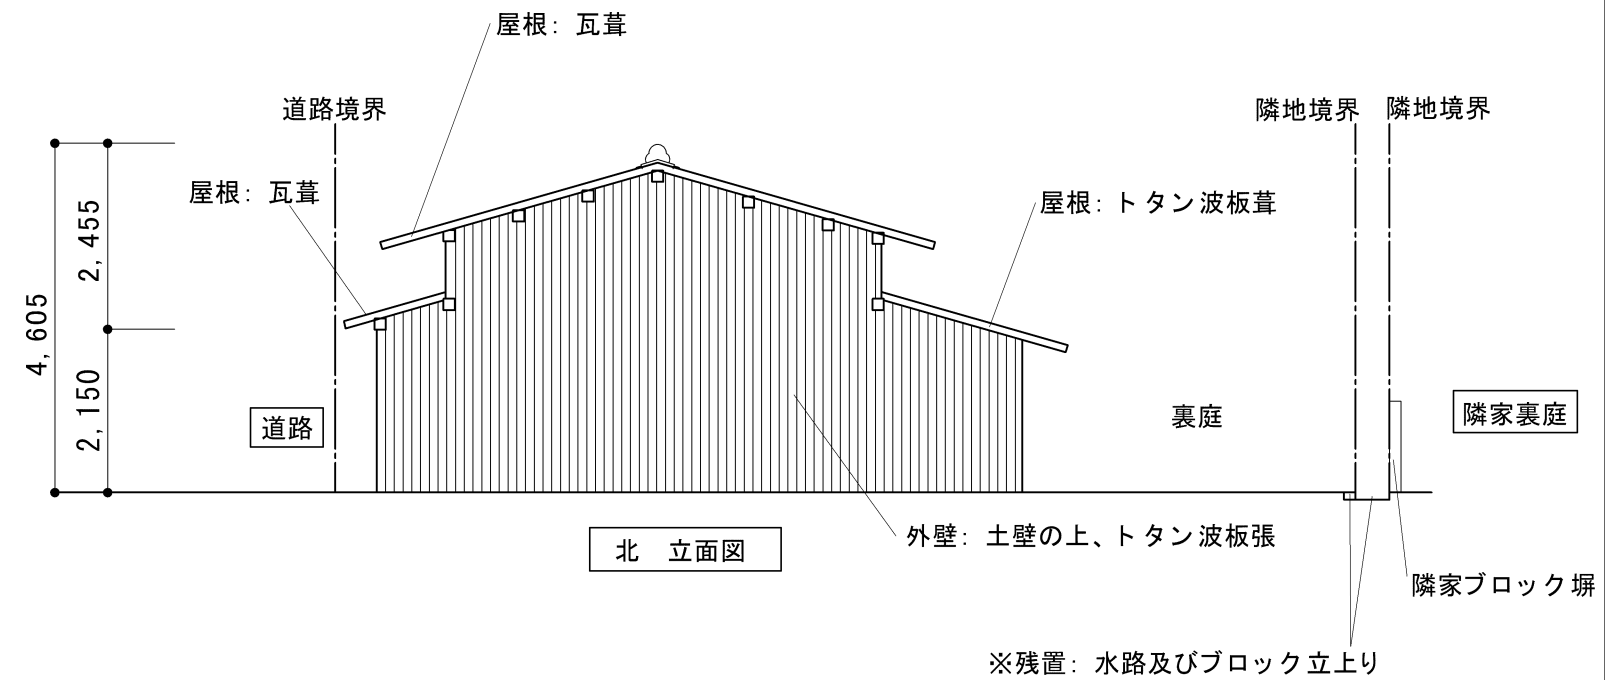 屋根：瓦葺
道路境界
隣地境界
隣地境界
屋根：瓦葺
屋根：トタン波板葺
2,455
4,605
2,150
道路
裏庭
隣家裏庭
外壁：土壁の上、トタン波板張
北　立面図
隣家ブロック塀
※残置：水路及びブロック立上り